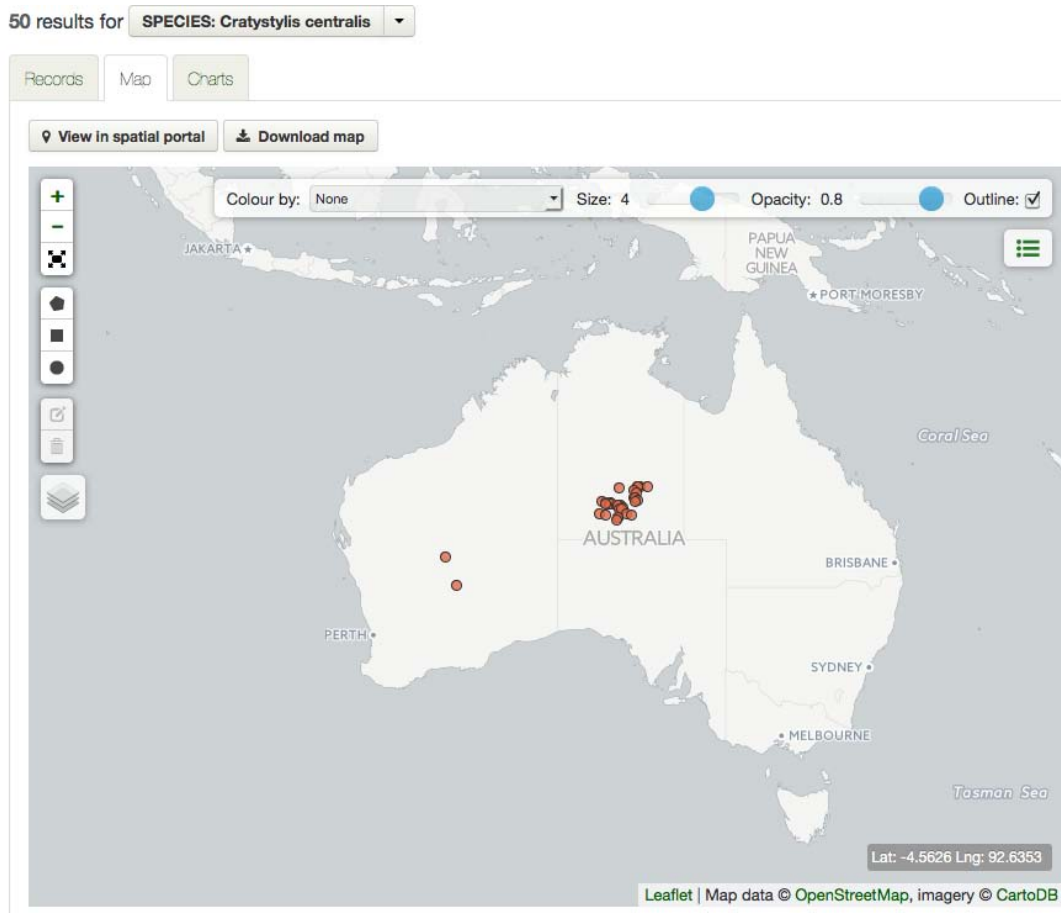 50 results for SPECIES: Cratystylis centralis
Records Map Charts
View in spatial portal Download map
+ Colour by: None Size: 4 Opacity: 0.8 Outline:
−
JAKARTA
PAPUA
NEW
GUINEA
PORT MORESBY
Coral Sea
AUSTRALIA
BRISBANE
PERTH
SYDNEY
MELBOURNE
Tasman Sea
Lat: -4.5626 Lng: 92.6353
Leaflet | Map data © OpenStreetMap, imagery © CartoDB